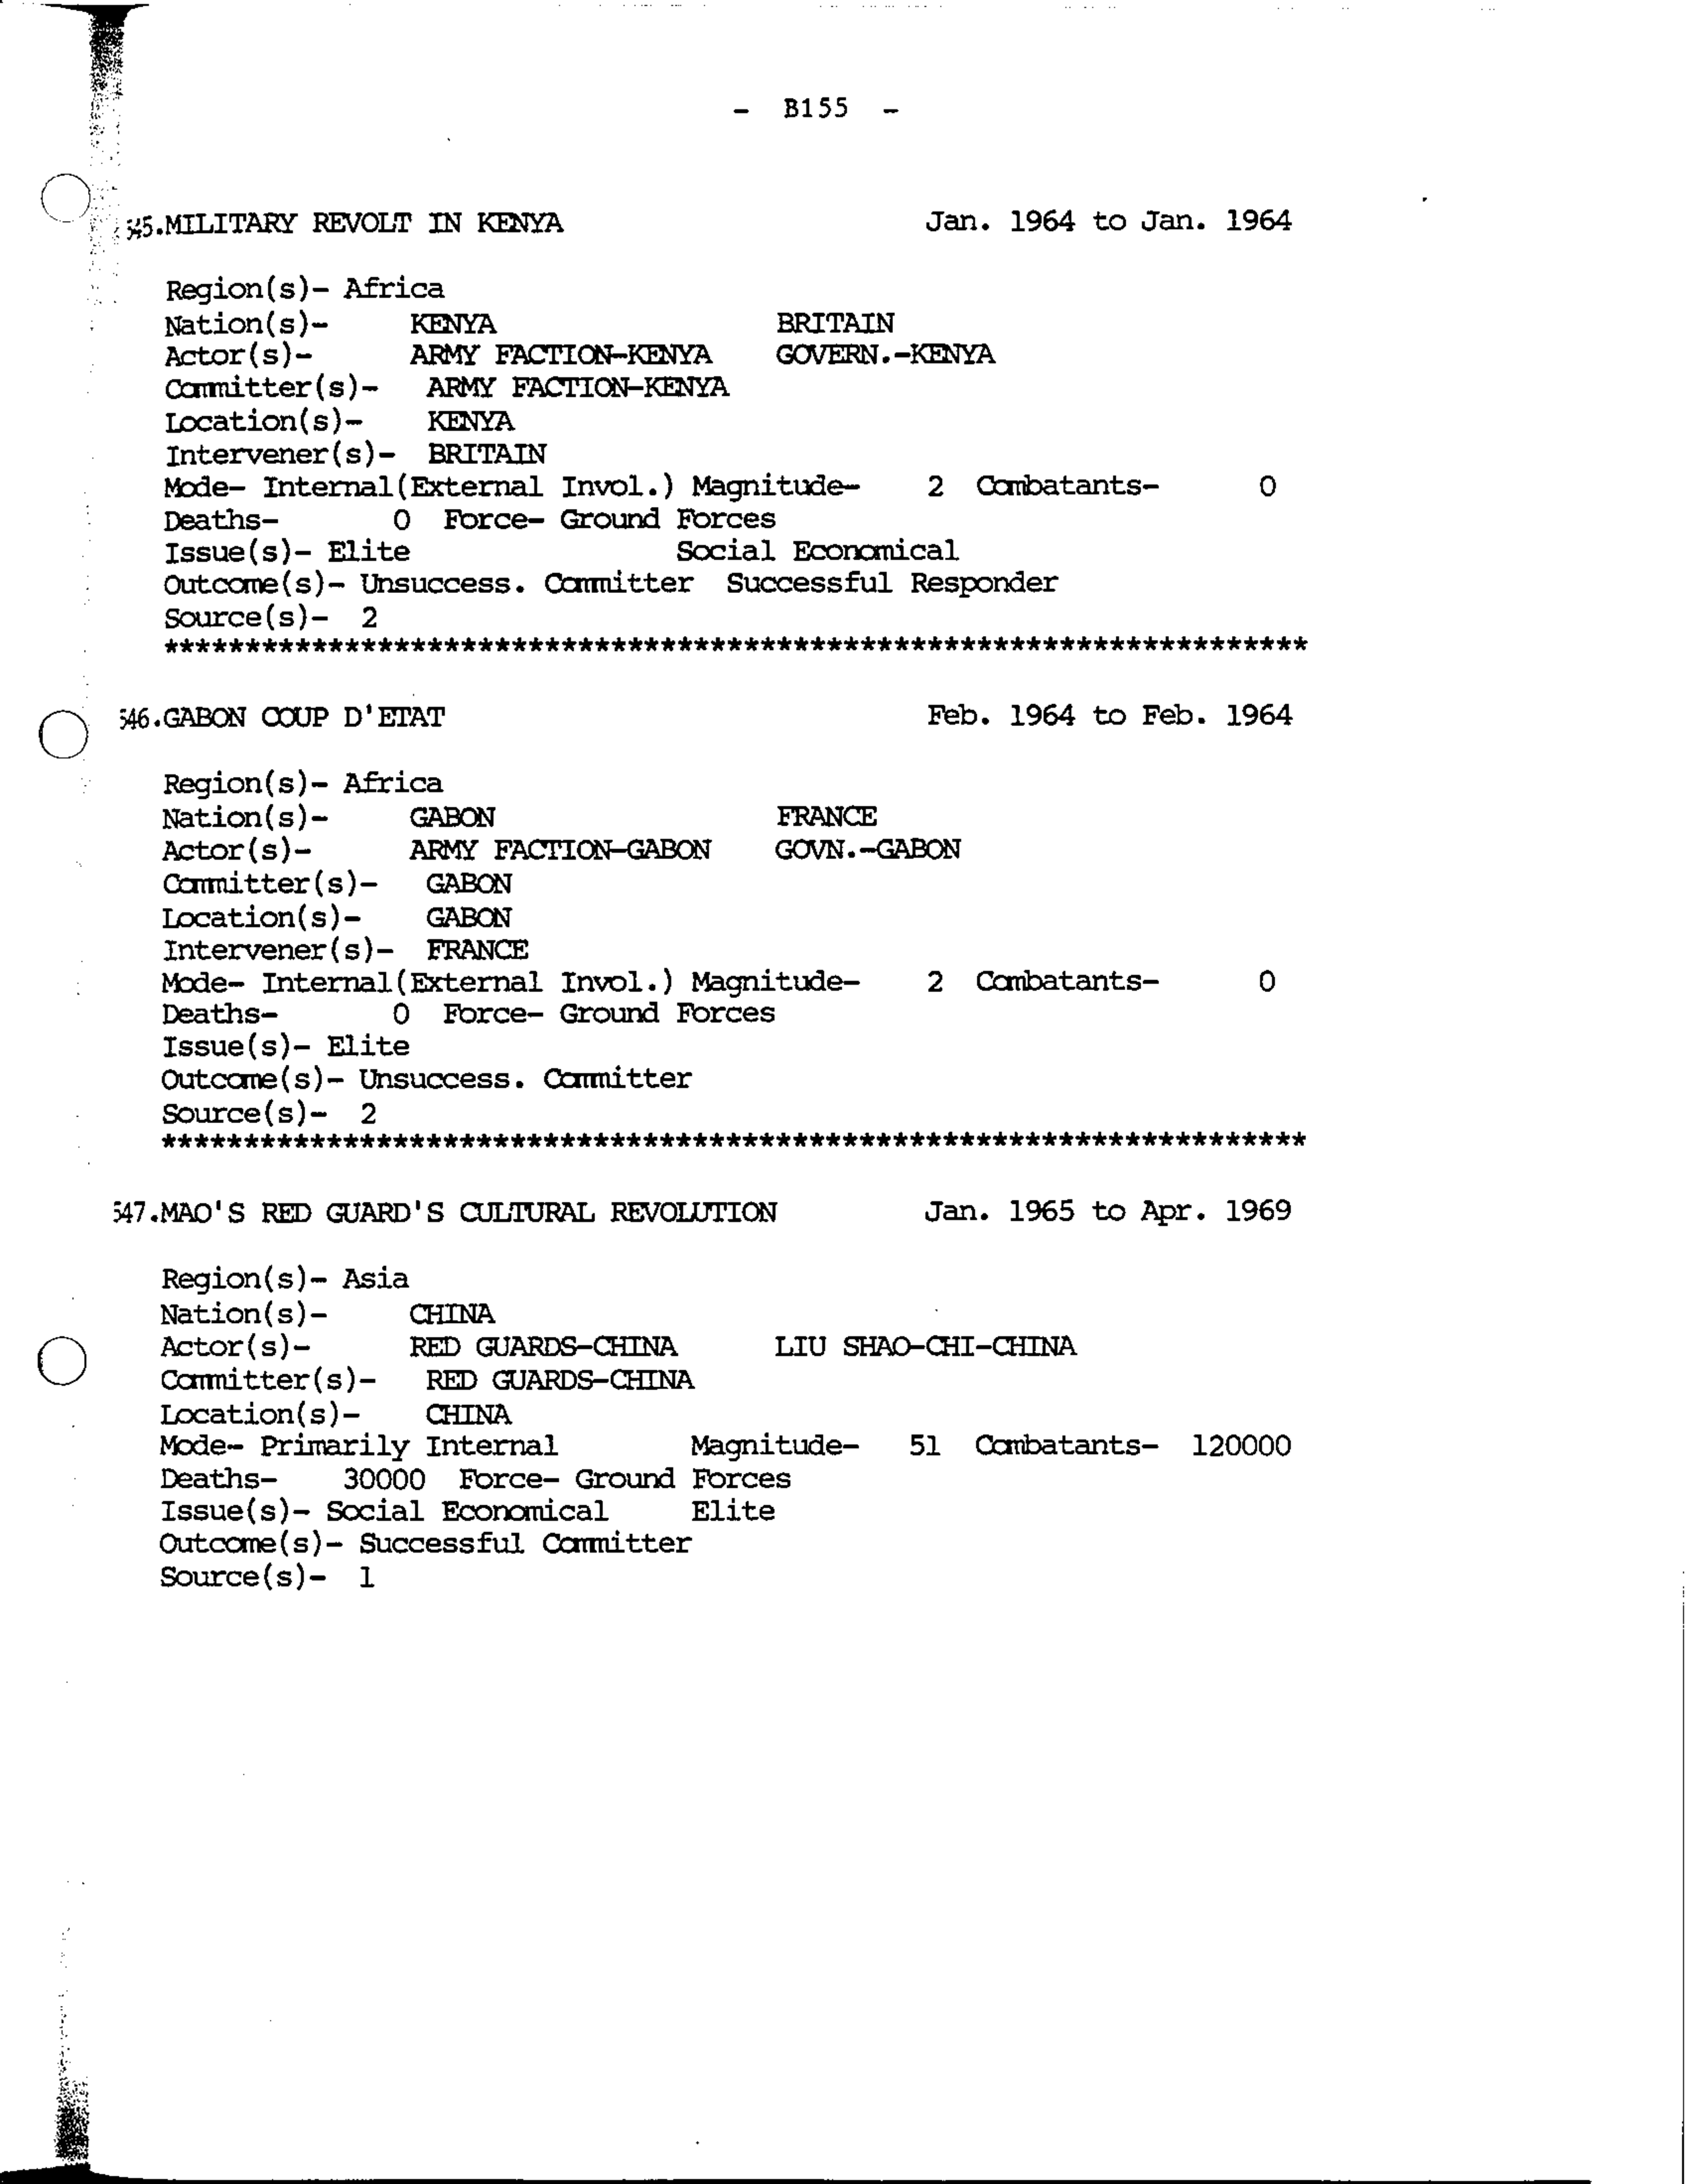 - B155 -
545.MILITARY REVOLT IN KENYA Jan. 1964 to Jan. 1964
Region(s)- Africa
Nation(s)- KENYA BRITAIN
Actor(s)- ARMY FACTION-KENYA GOVERN.-KENYA
Committer(s)- ARMY FACTION-KENYA
Location(s)- KENYA
Intervener(s)- BRITAIN
Mode- Internal(External Invol.) Magnitude- 2 Combatants- 0
Deaths- 0 Force- Ground Forces
Issue(s)- Elite Social Economical
Outcome(s)- Unsuccess. Committer Successful Responder
Source(s)- 2
**********************************************************************
546.GABON COUP D'ETAT Feb. 1964 to Feb. 1964
Region(s)- Africa
Nation(s)- GABON FRANCE
Actor(s)- ARMY FACTION-GABON GOVN.-GABON
Committer(s)- GABON
Location(s)- GABON
Intervener(s)- FRANCE
Mode- Internal(External Invol.) Magnitude- 2 Combatants- 0
Deaths- 0 Force- Ground Forces
Issue(s)- Elite
Outcome(s)- Unsuccess. Committer
Source(s)- 2
**********************************************************************
547.MAO'S RED GUARD'S CULTURAL REVOLUTION Jan. 1965 to Apr. 1969
Region(s)- Asia
Nation(s)- CHINA
Actor(s)- RED GUARDS-CHINA LIU SHAO-CHI-CHINA
Committer(s)- RED GUARDS-CHINA
Location(s)- CHINA
Mode- Primarily Internal Magnitude- 51 Combatants- 120000
Deaths- 30000 Force- Ground Forces
Issue(s)- Social Economical Elite
Outcome(s)- Successful Committer
Source(s)- 1